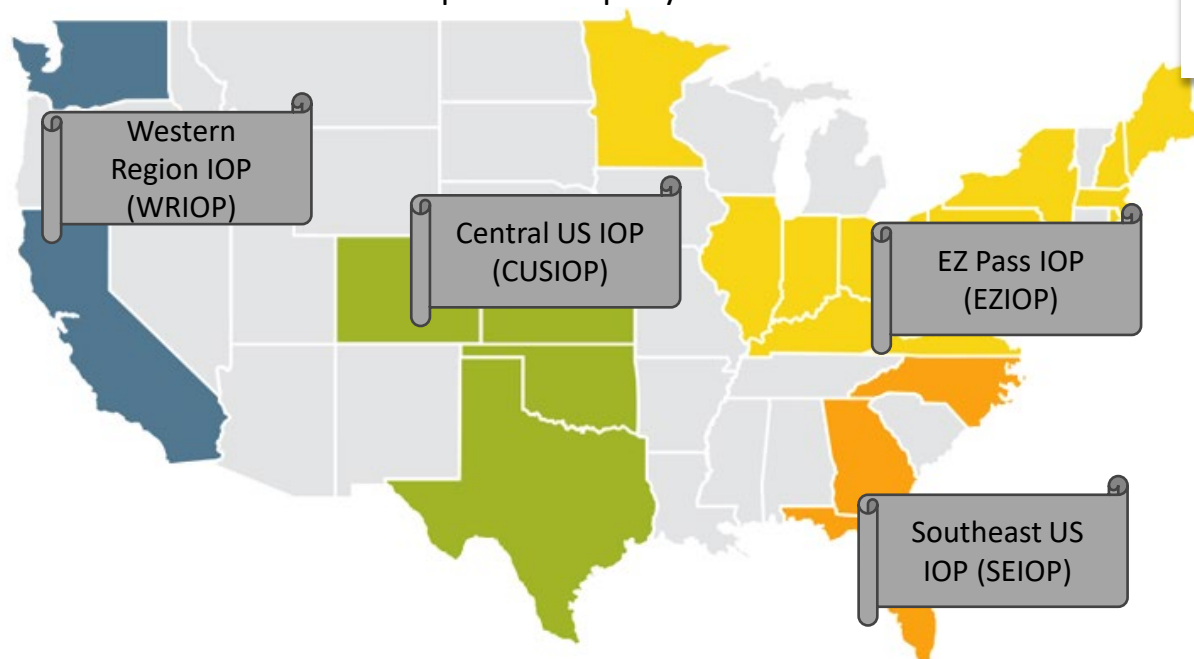 Western
Region IOP
(WRIOP)
Central US IOP
(CUSIOP)
EZ Pass IOP
(EZIOP)
Southeast US
IOP (SEIOP)